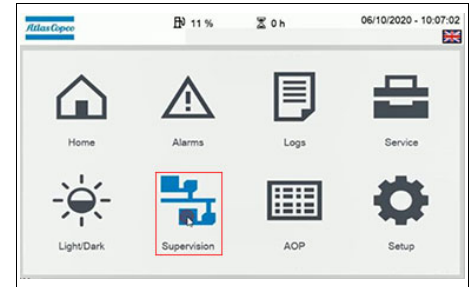 Atlas Copco
11 %
0 h
06/10/2020 - 10:07:02
Home
Alarms
Logs
Service
Light/Dark
Supervision
AOP
Setup